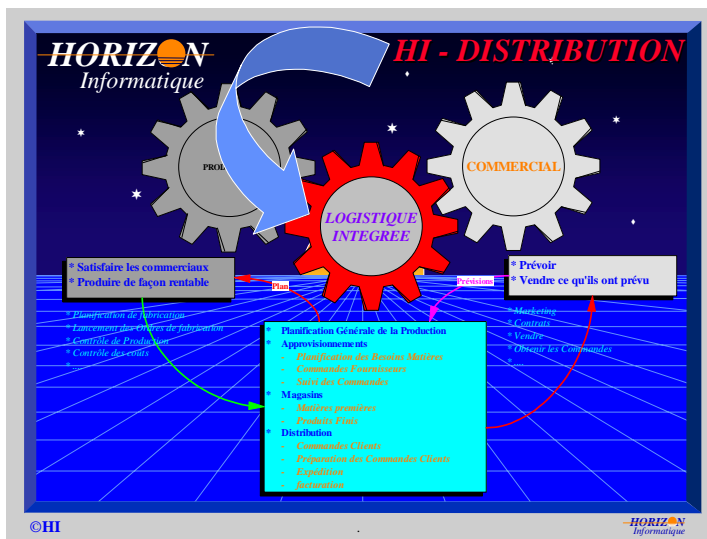 HORIZON
Informatique
HI - DISTRIBUTION
COMMERCIAL
LOGISTIQUE
INTEGREE
* Satisfaire les commerciaux
* Produire de façon rentable
Plan
Prévisions
* Prévoir
* Vendre ce qu'ils ont prévu
* Planification de fabrication
* Lancement des Ordres de fabrication
* Contrôle de Production
* Contrôle des coûts
* ....
* Marketing
* Contrats
* Vendre
* Obtenir les Commandes
* ....
* Planification Générale de la Production
* Approvisionnements
- Planification des Besoins Matières
- Commandes Fournisseurs
- Suivi des Commandes
* Magasins
- Matières premières
- Produits Finis
* Distribution
- Commandes Clients
- Préparation des Commandes Clients
- Expédition
- facturation
©HI
.
HORIZON
Informatique